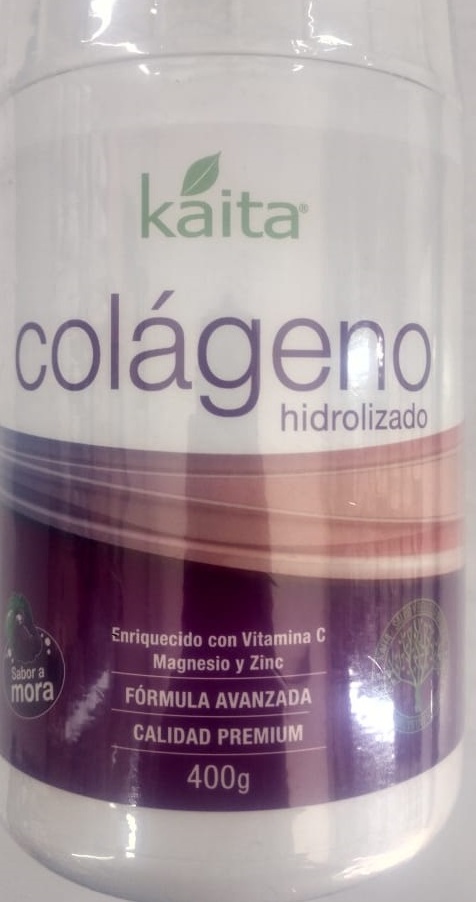 kaita®
colágeno
hidrolizado
Enriquecido con Vitamina C
Magnesio y Zinc
FÓRMULA AVANZADA
CALIDAD PREMIUM
400g
Sabor a
mora